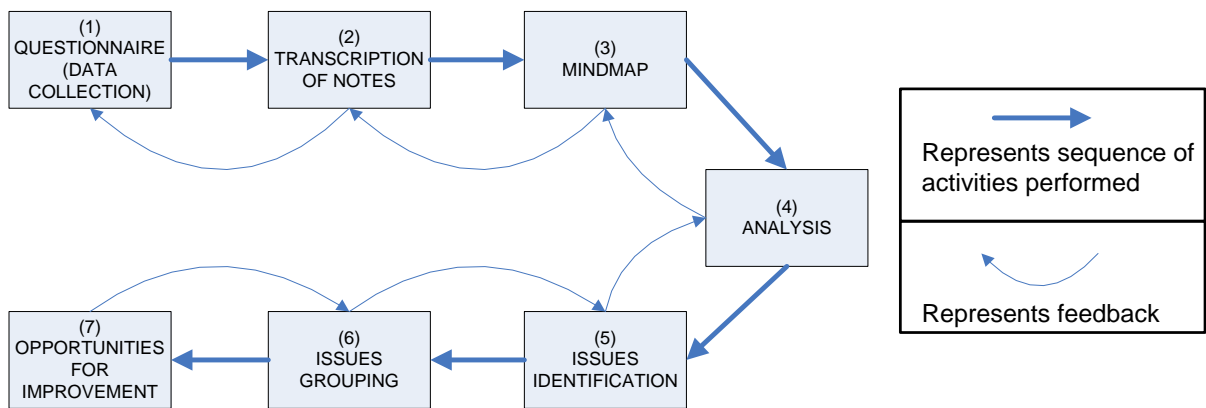 (1)
QUESTIONNAIRE
(DATA
COLLECTION)
(2)
TRANSCRIPTION
OF NOTES
(3)
MINDMAP
(4)
ANALYSIS
(5)
ISSUES
IDENTIFICATION
(6)
ISSUES
GROUPING
(7)
OPPORTUNITIES
FOR
IMPROVEMENT
Represents sequence of
activities performed
Represents feedback